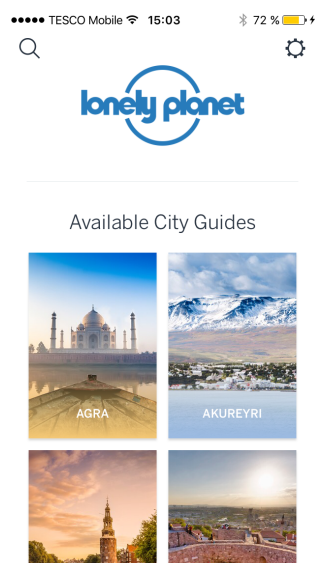 TESCO Mobile 15:03 72 %
lonely planet
Available City Guides
AGRA AKUREYRI